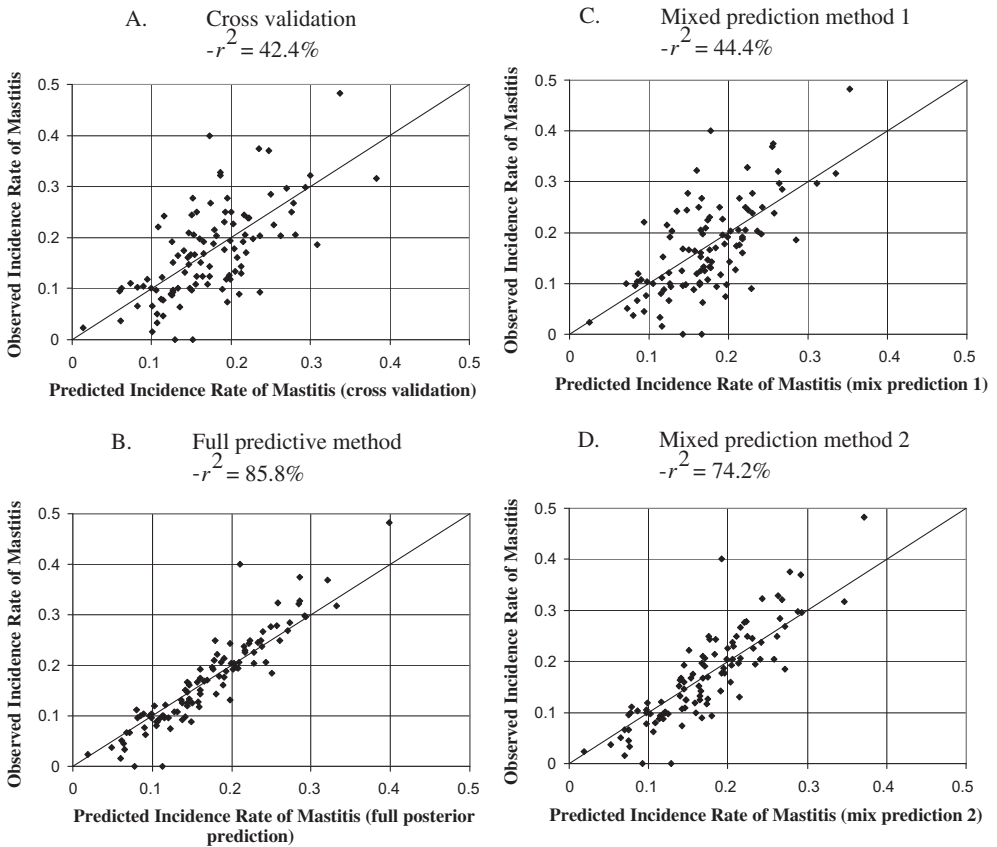 A. Cross validation
-r² = 42.4%
Observed Incidence Rate of Mastitis
0.5
0.4
0.3
0.2
0.1
0
0 0.1 0.2 0.3 0.4 0.5
Predicted Incidence Rate of Mastitis (cross validation)
C. Mixed prediction method 1
-r² = 44.4%
Observed Incidence Rate of Mastitis
0.5
0.4
0.3
0.2
0.1
0
0 0.1 0.2 0.3 0.4 0.5
Predicted Incidence Rate of Mastitis (mix prediction 1)
B. Full predictive method
-r² = 85.8%
Observed Incidence Rate of Mastitis
0.5
0.4
0.3
0.2
0.1
0
0 0.1 0.2 0.3 0.4 0.5
Predicted Incidence Rate of Mastitis (full posterior
prediction)
D. Mixed prediction method 2
-r² = 74.2%
Observed Incidence Rate of Mastitis
0.5
0.4
0.3
0.2
0.1
0
0 0.1 0.2 0.3 0.4 0.5
Predicted Incidence Rate of Mastitis (mix prediction 2)